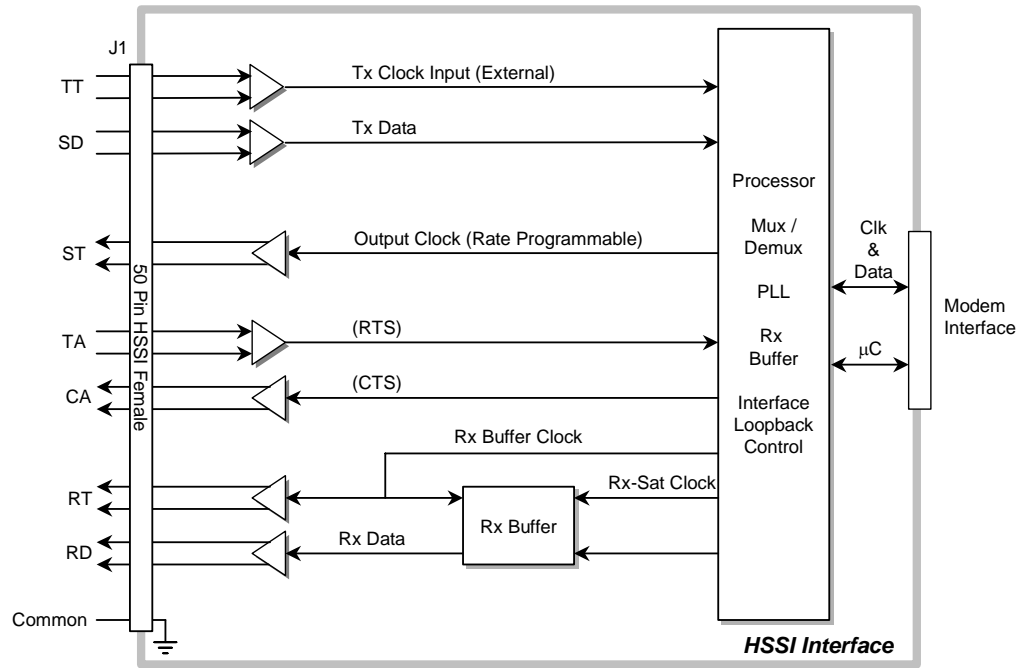 J1
TT
Tx Clock Input (External)
SD
Tx Data
ST
Output Clock (Rate Programmable)
TA
(RTS)
CA
(CTS)
Rx Buffer Clock
RT
Rx-Sat Clock
RD
Rx Data
Rx Buffer
Common
50 Pin HSSI Female
Processor
Mux /
Demux
PLL
Rx
Buffer
Interface
Loopback
Control
Clk
&
Data
μC
Modem
Interface
HSSI Interface